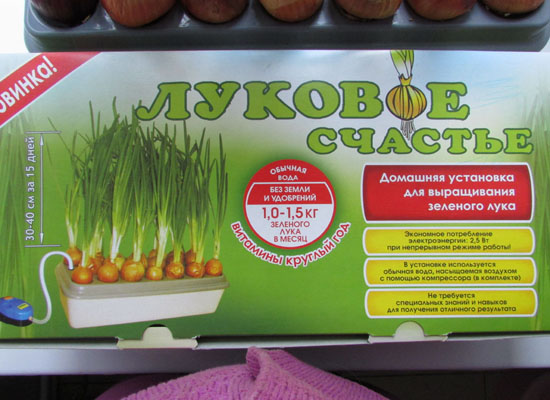 НОВИНКА!
ЛУКОВОЕ
СЧАСТЬЕ
30-40 см за 15 дней
ОБЫЧНАЯ
ВОДА
БЕЗ ЗЕМЛИ
И УДОБРЕНИЙ
1,0-1,5 кг
ЗЕЛЕНОГО
ЛУКА
В МЕСЯЦ
ВИТАМИНЫ КРУГЛЫЙ ГОД
Домашняя установка
для выращивания
зеленого лука
Экономное потребление
электроэнергии: 2,5 Вт
при непрерывном режиме работы!
В установке используется
обычная вода, насыщаемая воздухом
с помощью компрессора (в комплекте)
Не требуется
специальных знаний и навыков
для получения отличного результата